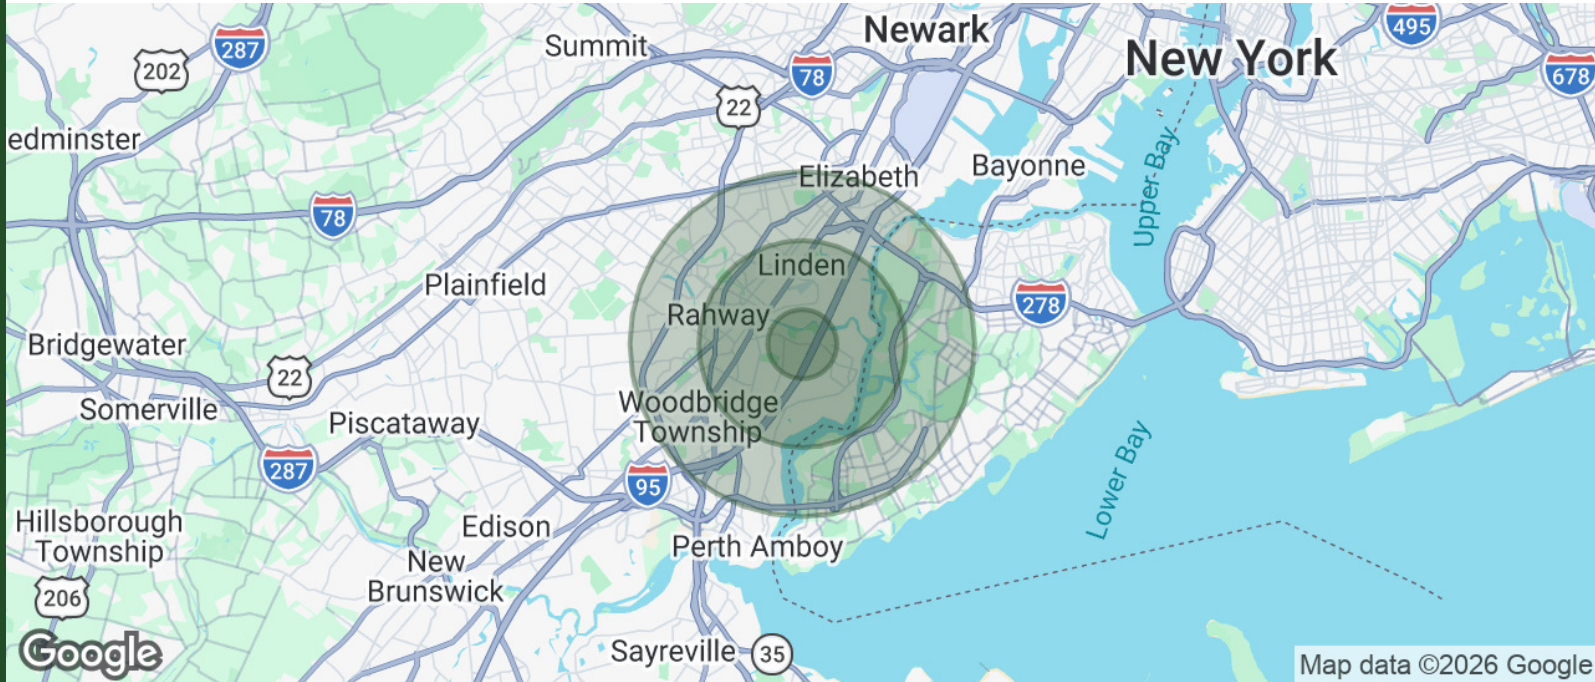 495
Newark
Summit
287
New York
202
78
678
22
edminster
Upper Bay
Bayonne
Elizabeth
78
Linden
Plainfield
278
Rahway
Bridgewater
22
Woodbridge
Township
Somerville
Piscataway
287
95
Lower Bay
Hillsborough
Township
Edison
Perth Amboy
New
Brunswick
206
Google
Sayreville
35
Map data ©2026 Google